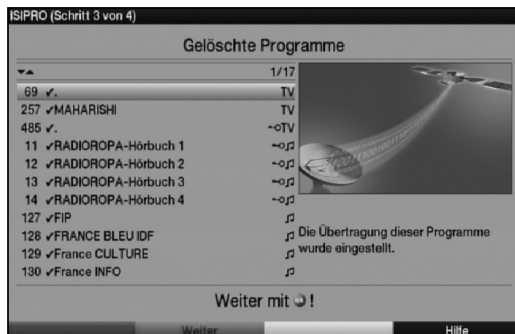 ISIPRO (Schritt 3 von 4)
Gelöschte Programme
1/17
69 ✔. TV
257 ✔MAHARISHI TV
485 ✔. TV
11 ✔RADIOROPA-Hörbuch 1
12 ✔RADIOROPA-Hörbuch 2
13 ✔RADIOROPA-Hörbuch 3
14 ✔RADIOROPA-Hörbuch 4
127 ✔FIP
128 ✔FRANCE BLEU IDF
129 ✔France CULTURE
130 ✔France INFO
Die Übertragung dieser Programme
wurde eingestellt.
Weiter mit !
Weiter Hilfe